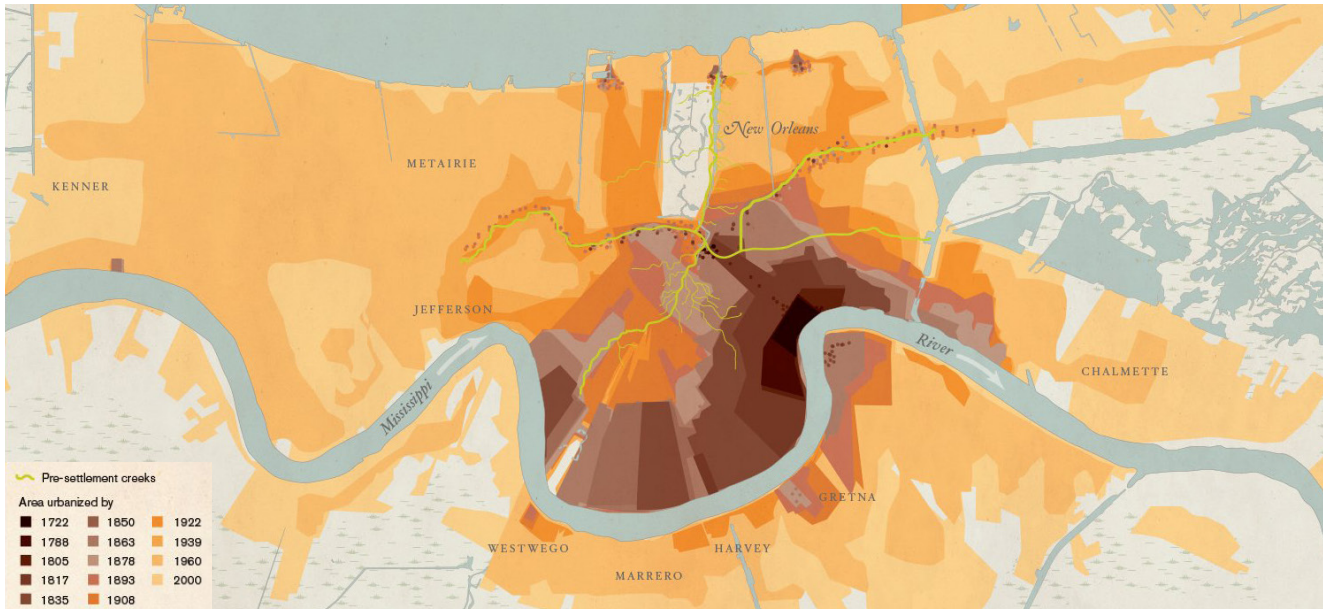 New Orleans
METAIRIE
KENNER
JEFFERSON
Mississippi
River
CHALMETTE
GRETNA
WESTWEGO
HARVEY
MARRERO
Pre-settlement creeks
Area urbanized by
1722
1788
1805
1817
1835
1850
1863
1878
1893
1908
1922
1939
1960
2000